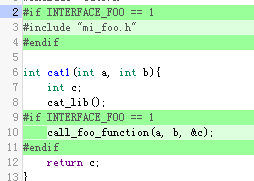 2 #if INTERFACE_FOO == 1
3 #include "mi_foo.h"
4 #endif
5
6 int cat1(int a, int b){
7 int c;
8 cat_lib();
9 #if INTERFACE_FOO == 1
10 call_foo_function(a, b, &c);
11 #endif
12 return c;
13 }